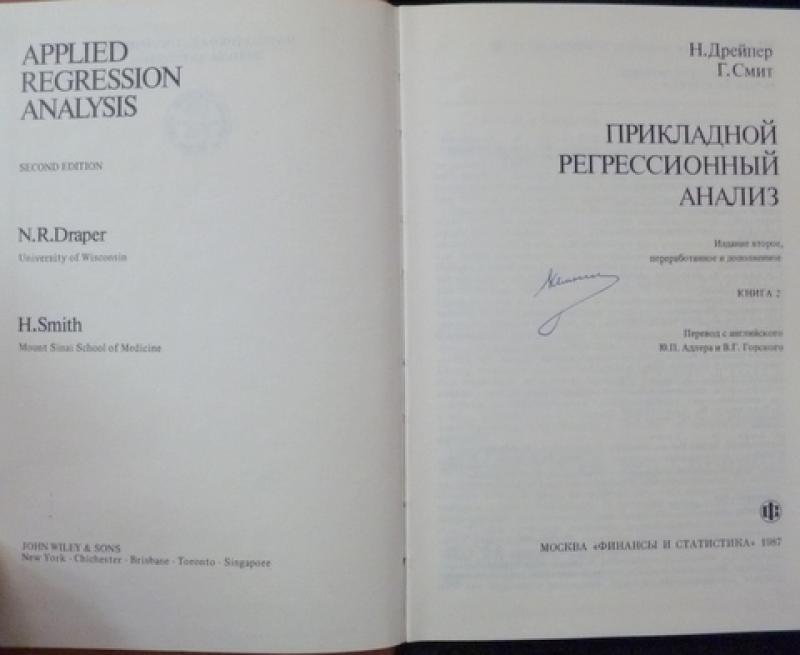 APPLIED
REGRESSION
ANALYSIS
SECOND EDITION
N.R.Draper
University of Wisconsin
H.Smith
Mount Sinai School of Medicine
JOHN WILEY & SONS
New York · Chichester · Brisbane · Toronto · Singapore
Н.Дрейпер
Г.Смит
ПРИКЛАДНОЙ
РЕГРЕССИОННЫЙ
АНАЛИЗ
Издание второе,
переработанное и дополненное
КНИГА 2
Перевод с английского
Ю.П. Адлера и В.Г. Горского
МОСКВА «ФИНАНСЫ И СТАТИСТИКА» 1987